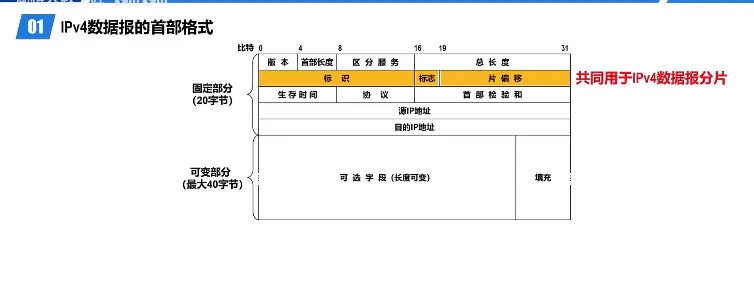 01 IPv4数据报的首部格式
比特 0 4 8 16 19 31
版本 首部长度 区分服务 总长度
固定部分
(20字节)
标识 标志 片偏移
共同用于IPv4数据报分片
生存时间 协议 首部检验和
源IP地址
目的IP地址
可变部分
(最大40字节)
可选字段 (长度可变) 填充